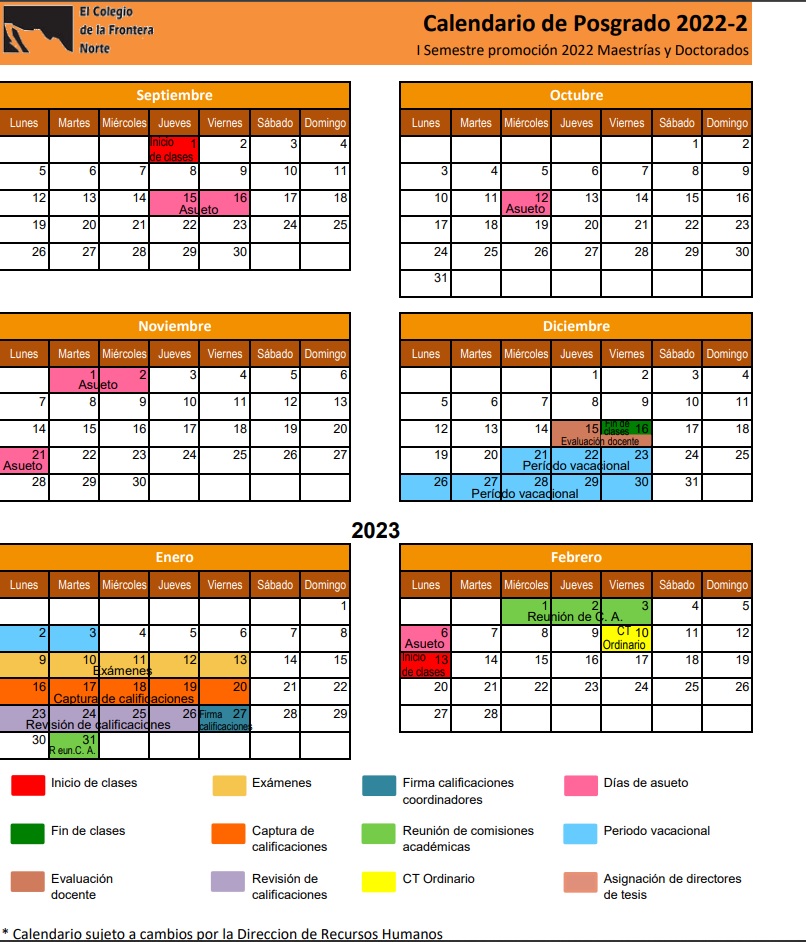 El Colegio
de la Frontera
Norte
Calendario de Posgrado 2022-2
I Semestre promoción 2022 Maestrías y Doctorados
Septiembre
Lunes Martes Miércoles Jueves Viernes Sábado Domingo
Inicio 1 2 3 4
de clases
5 6 7 8 9 10 11
12 13 14 15 16 17 18
Asueto
19 20 21 22 23 24 25
26 27 28 29 30
Octubre
Lunes Martes Miércoles Jueves Viernes Sábado Domingo
1 2
3 4 5 6 7 8 9
10 11 12 13 14 15 16
Asueto
17 18 19 20 21 22 23
24 25 26 27 28 29 30
31
Noviembre
Lunes Martes Miércoles Jueves Viernes Sábado Domingo
1 2 3 4 5 6
Asueto
7 8 9 10 11 12 13
14 15 16 17 18 19 20
21 22 23 24 25 26 27
Asueto
28 29 30
Diciembre
Lunes Martes Miércoles Jueves Viernes Sábado Domingo
1 2 3 4
5 6 7 8 9 10 11
12 13 14 15 Fin de clases 16 17 18
Evaluación docente
19 20 21 22 23 24 25
Período vacacional
26 27 28 29 30 31
Período vacacional
2023
Enero
Lunes Martes Miércoles Jueves Viernes Sábado Domingo
1
2 3 4 5 6 7 8
9 10 11 12 13 14 15
Exámenes
16 17 18 19 20 21 22
Captura de calificaciones
23 24 25 26 Firma 27 28 29
Revisión de calificaciones calificaciones
30 31
R eun.C. A.
Febrero
Lunes Martes Miércoles Jueves Viernes Sábado Domingo
1 2 3 4 5
Reunión de C. A.
6 7 8 9 CT 10 11 12
Asueto Ordinario
Inicio 13 14 15 16 17 18 19
de clases
20 21 22 23 24 25 26
27 28
Inicio de clases
Exámenes
Firma calificaciones
coordinadores
Días de asueto
Fin de clases
Captura de
calificaciones
Reunión de comisiones
académicas
Periodo vacacional
Evaluación
docente
Revisión de
calificaciones
CT Ordinario
Asignación de directores
de tesis
* Calendario sujeto a cambios por la Direccion de Recursos Humanos